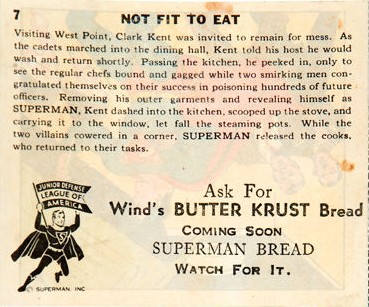 7
NOT FIT TO EAT
Visiting West Point, Clark Kent was invited to remain for mess. As
the cadets marched into the dining hall, Kent told his host he would
wash and return shortly. Passing the kitchen, he peeked in, only to
see the regular chefs bound and gagged while two smirking men con-
gratulated themselves on their success in poisoning hundreds of future
officers. Removing his outer garments and revealing himself as
SUPERMAN, Kent dashed into the kitchen, scooped up the stove, and
carrying it to the window, let fall the steaming pots. While the
two villains cowered in a corner, SUPERMAN released the cooks,
who returned to their tasks.
JUNIOR DEFENSE
LEAGUE OF
AMERICA
© SUPERMAN, INC
Ask For
Wind's BUTTER KRUST Bread
COMING SOON
SUPERMAN BREAD
WATCH FOR IT.